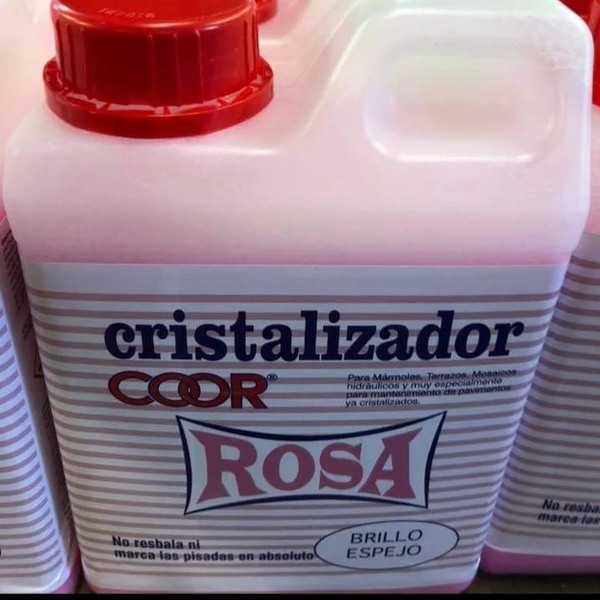 cristalizador
COOR®
Para Mármoles, Terrazos, Mosaicos
hidráulicos y muy especialmente
para mantenimiento de pavimentos
ya cristalizados.
ROSA
No resbala ni
marca las pisadas en absoluto
BRILLO
ESPEJO
No resba
marca las